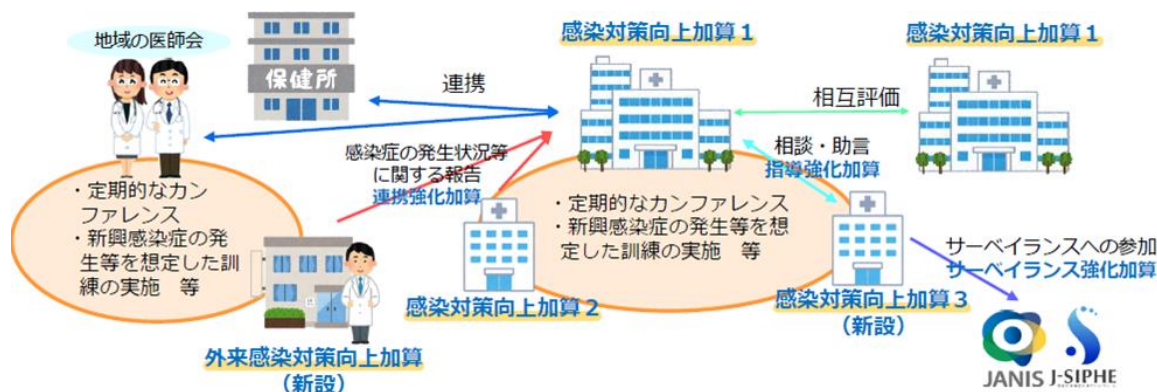 地域の医師会
保健所
感染対策向上加算１
感染対策向上加算１
連携
相互評価
感染症の発生状況等
に関する報告
連携強化加算
相談・助言
指導強化加算
・定期的なカン
ファレンス
・新興感染症の発
生等を想定した訓
練の実施　等
・定期的なカンファレンス
・新興感染症の発生等を想
定した訓練の実施　等
サーベイランスへの参加
サーベイランス強化加算
感染対策向上加算２
感染対策向上加算３
（新設）
外来感染対策向上加算
（新設）
JANIS
J-SIPHE